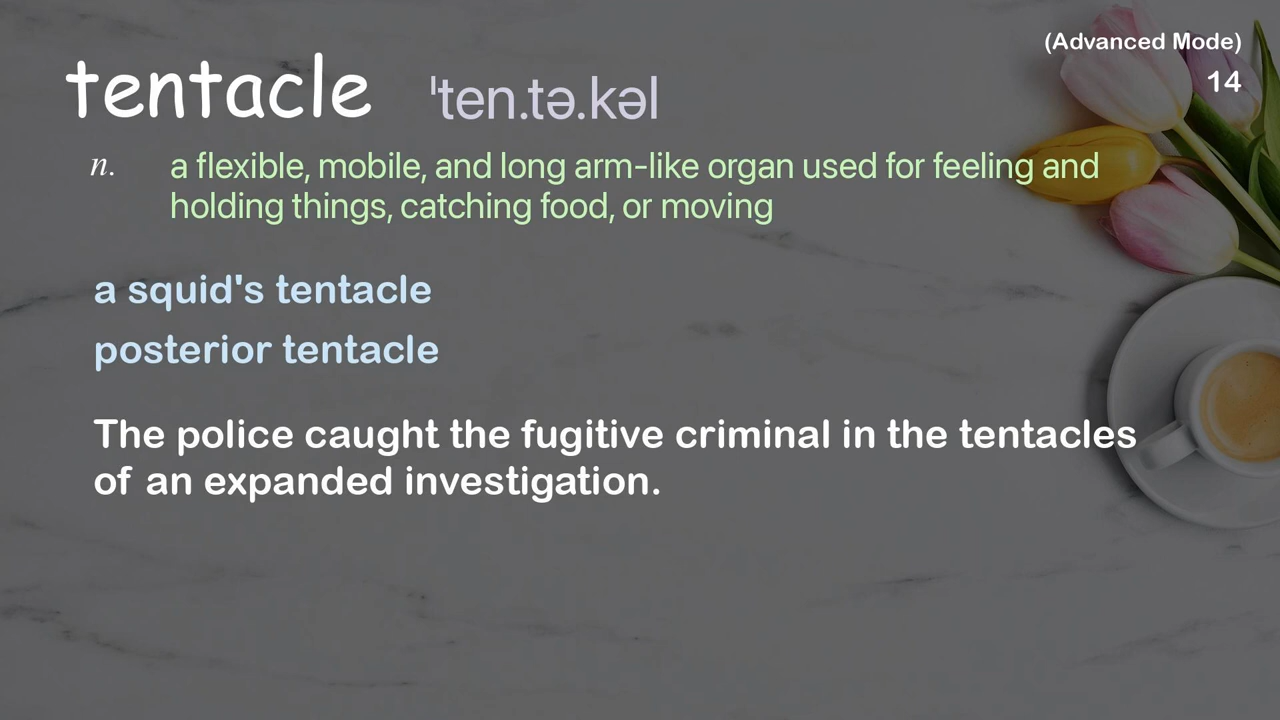 (Advanced Mode)
14
tentacle ˈten.tə.kəl
n. a flexible, mobile, and long arm-like organ used for feeling and
holding things, catching food, or moving
a squid's tentacle
posterior tentacle
The police caught the fugitive criminal in the tentacles
of an expanded investigation.